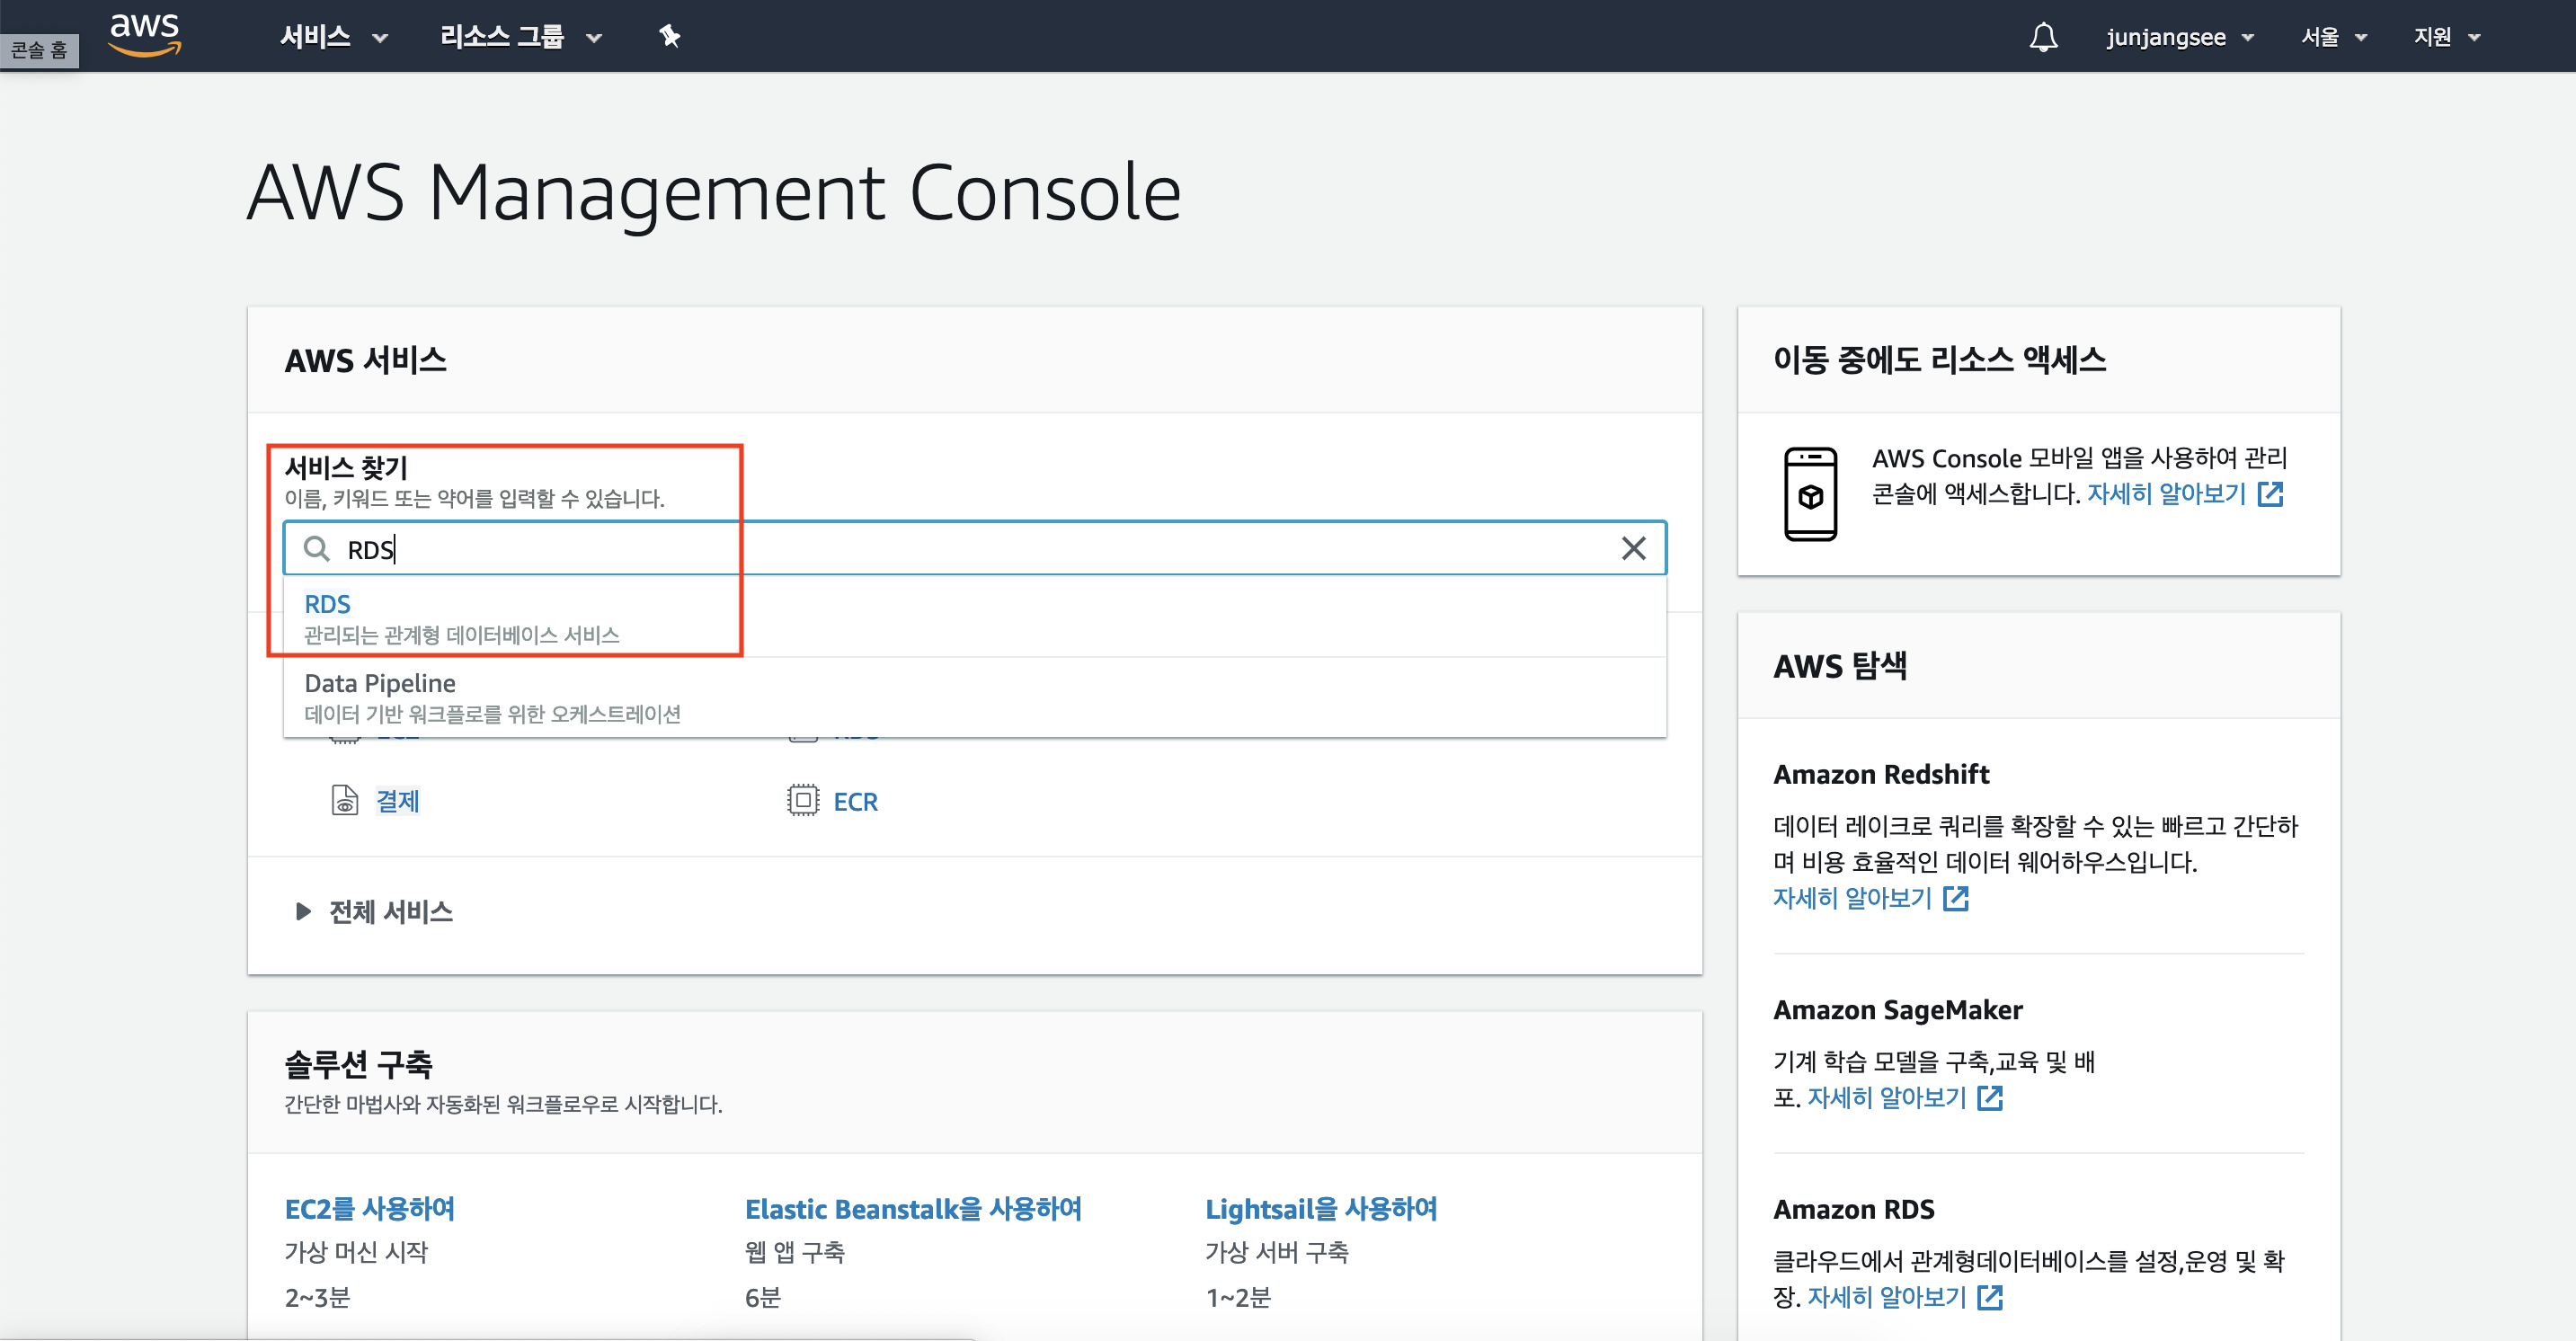 콘솔 홈
aws
서비스
리소스 그룹
junjangsee
서울
지원
AWS Management Console
AWS 서비스
서비스 찾기
이름, 키워드 또는 약어를 입력할 수 있습니다.
RDS
RDS
관리되는 관계형 데이터베이스 서비스
Data Pipeline
데이터 기반 워크플로를 위한 오케스트레이션
결제
ECR
전체 서비스
솔루션 구축
간단한 마법사와 자동화된 워크플로우로 시작합니다.
EC2를 사용하여
가상 머신 시작
2~3분
Elastic Beanstalk을 사용하여
웹 앱 구축
6분
Lightsail을 사용하여
가상 서버 구축
1~2분
이동 중에도 리소스 액세스
AWS Console 모바일 앱을 사용하여 관리
콘솔에 액세스합니다. 자세히 알아보기
AWS 탐색
Amazon Redshift
데이터 레이크로 쿼리를 확장할 수 있는 빠르고 간단하
며 비용 효율적인 데이터 웨어하우스입니다.
자세히 알아보기
Amazon SageMaker
기계 학습 모델을 구축,교육 및 배
포. 자세히 알아보기
Amazon RDS
클라우드에서 관계형데이터베이스를 설정,운영 및 확
장. 자세히 알아보기